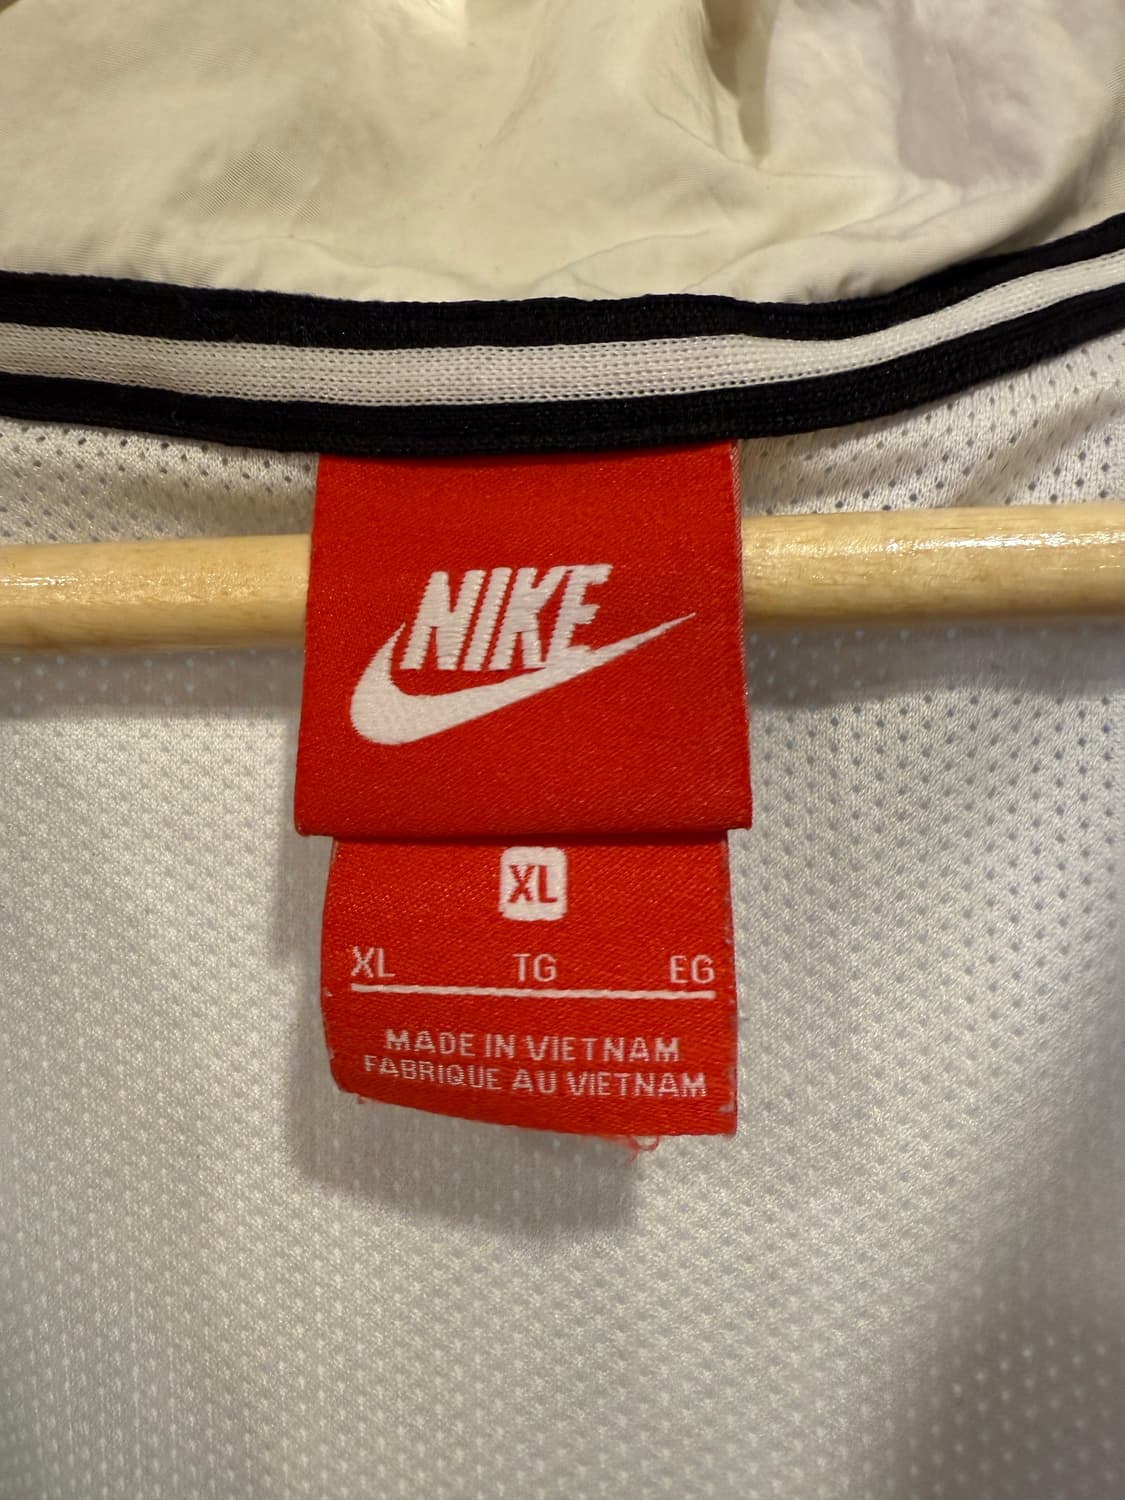 NIKE
XL
XL TG EG
MADE IN VIETNAM
FABRIQUE AU VIETNAM